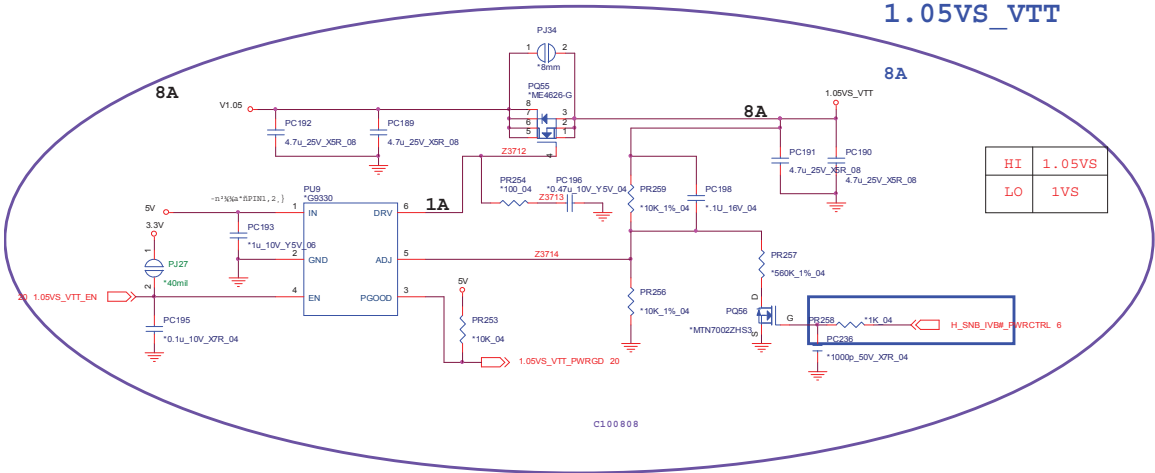 1.05VS_VTT
8A
8A
PJ34
1
2
*8mm
PQ55
*ME4626-G
8
7
6
5
3
2
1
4
V1.05
8A
1.05VS_VTT
PC192
4.7u_25V_X5R_08
PC189
4.7u_25V_X5R_08
PC191
4.7u_25V_X5R_08
PC190
4.7u_25V_X5R_08
HI 1.05VS
LO 1VS
Z3712
PR254
*100_04
PC196
*0.47u_10V_Y5V_04
Z3713
PR259
*10K_1%_04
PC198
*.1U_16V_04
PU9
*G9330
1A
5V
3.3V
1 IN
2 GND
4 EN
DRV 6
ADJ 5
PGOOD 3
PC193
*1u_10V_Y5V_06
1
PJ27
2
*40mil
20 1.05VS_VTT_EN
PC195
*0.1u_10V_X7R_04
Z3714
5V
PR253
*10K_04
1.05VS_VTT_PWRGD 20
PR256
*10K_1%_04
PR257
*560K_1%_04
D
PQ56
G
S
*MTN7002ZHS3
PR258
*1K_04
H_SNB_IVB#_PWRCTRL 6
PC236
*1000p_50V_X7R_04
C100808